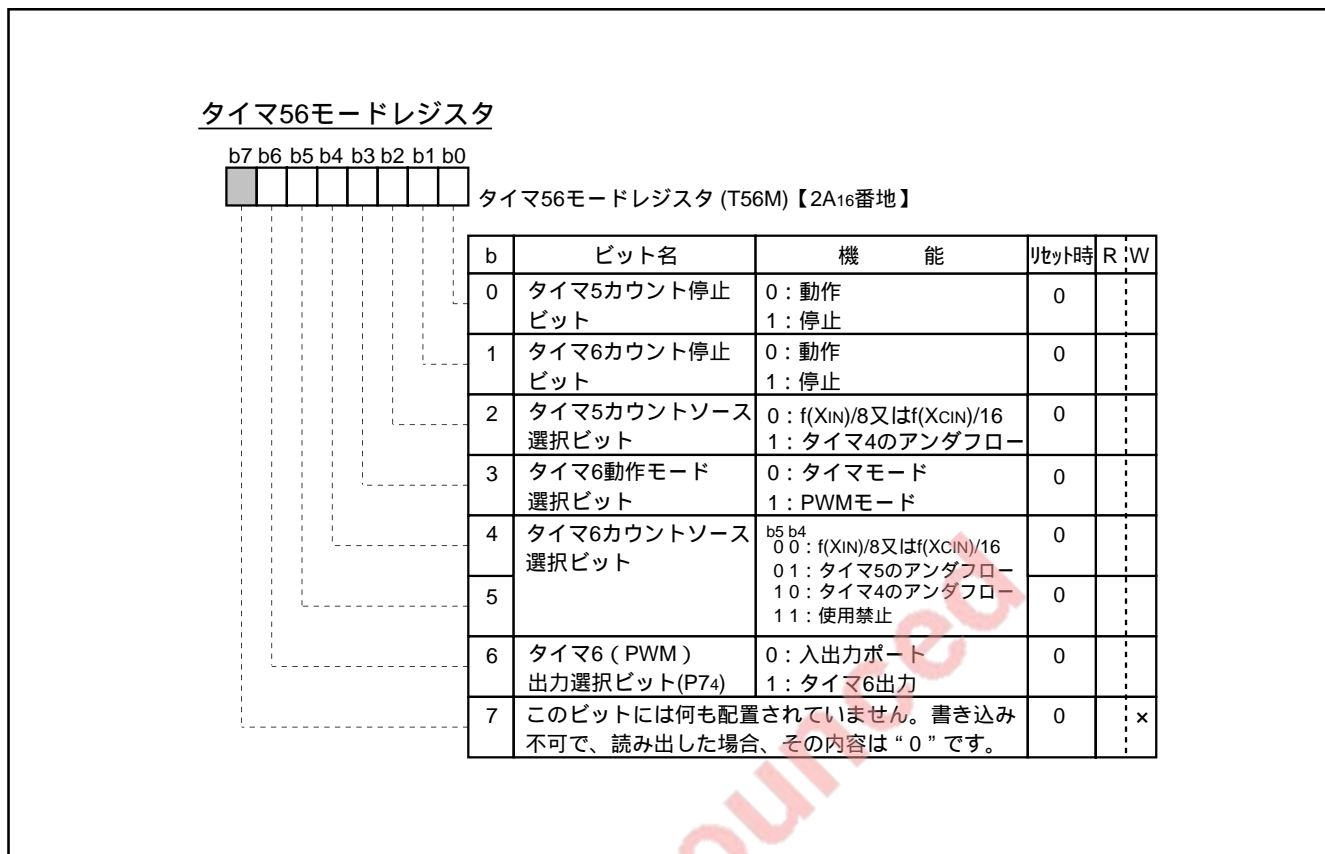 タイマ56モードレジスタ
b7 b6 b5 b4 b3 b2 b1 b0
タイマ56モードレジスタ (T56M)【2A16番地】
b ビット名 機 能 リセット時 R W
0 タイマ5カウント停止 0：動作 0
ビット 1：停止
1 タイマ6カウント停止 0：動作 0
ビット 1：停止
2 タイマ5カウントソース 0：f(XIN)/8又はf(XCIN)/16 0
選択ビット 1：タイマ4のアンダフロー
3 タイマ6動作モード 0：タイマモード 0
選択ビット 1：PWMモード
4 タイマ6カウントソース b5 b4 0
選択ビット 0 0：f(XIN)/8又はf(XCIN)/16
0 1：タイマ5のアンダフロー
5 1 0：タイマ4のアンダフロー 0
1 1：使用禁止
6 タイマ6（PWM） 0：入出力ポート 0
出力選択ビット(P74) 1：タイマ6出力
7 このビットには何も配置されていません。書き込み 0 ×
不可で、読み出した場合、その内容は“0”です。
ounced